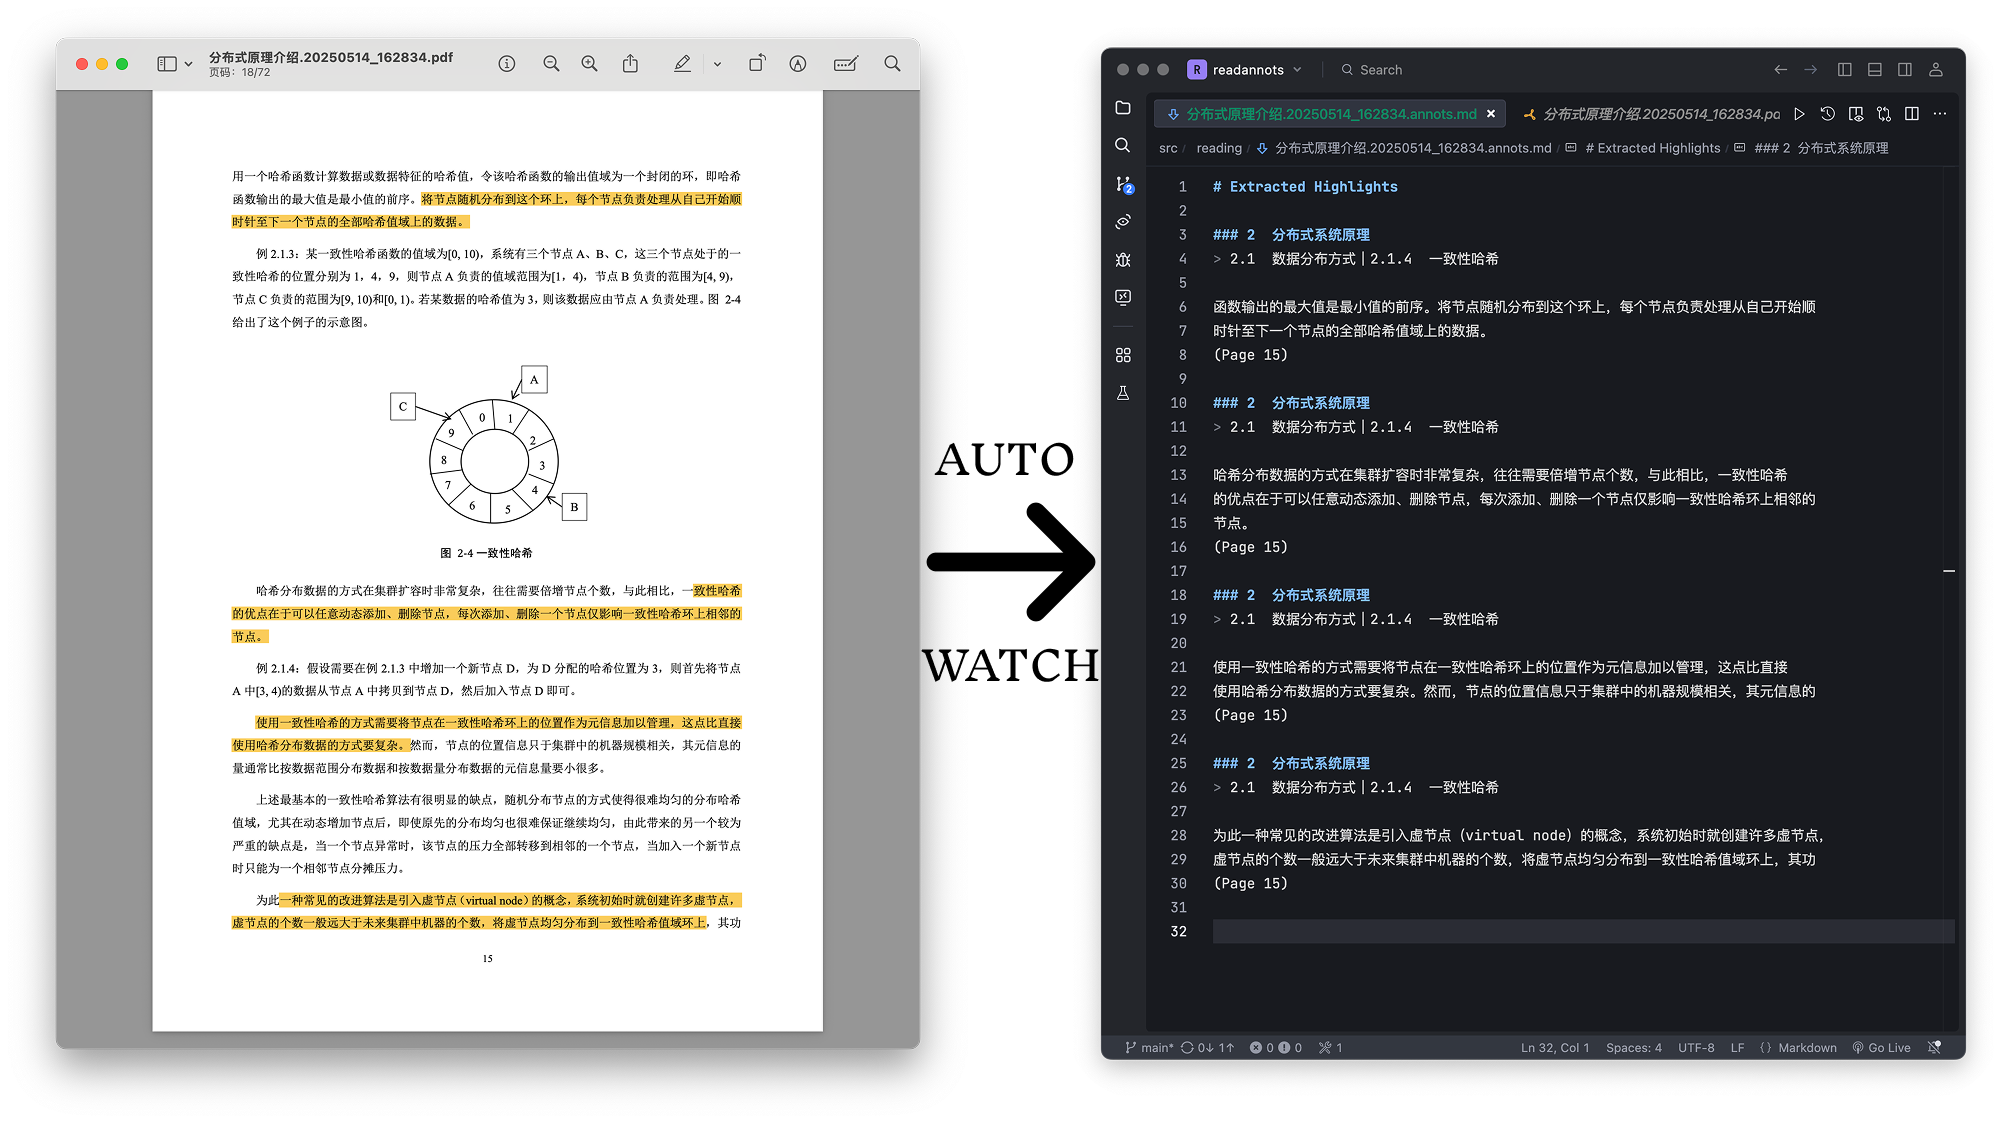 分布式原理介绍.20250514_162834.pdf
页码：18/72
用一个哈希函数计算数据或数据特征的哈希值，令该哈希函数的输出值域为一个封闭的环，即哈希
函数输出的最大值是最小值的前序。将节点随机分布到这个环上，每个节点负责处理从自己开始顺
时针至下一个节点的全部哈希值域上的数据。
例 2.1.3：某一致性哈希函数的值域为[0, 10)，系统有三个节点 A、B、C，这三个节点处于的一
致性哈希的位置分别为 1，4，9，则节点 A 负责的值域范围为[1，4)，节点 B 负责的范围为[4, 9)，
节点 C 负责的范围为[9, 10)和[0, 1)。若某数据的哈希值为 3，则该数据应由节点 A 负责处理。图 2-4
给出了这个例子的示意图。
A
C
0
1
9
2
8
3
7
4
6
5
B
图 2-4 一致性哈希
哈希分布数据的方式在集群扩容时非常复杂，往往需要倍增节点个数，与此相比，一致性哈希
的优点在于可以任意动态添加、删除节点，每次添加、删除一个节点仅影响一致性哈希环上相邻的
节点。
例 2.1.4：假设需要在例 2.1.3 中增加一个新节点 D，为 D 分配的哈希位置为 3，则首先将节点
A 中[3, 4)的数据从节点 A 中拷贝到节点 D，然后加入节点 D 即可。
使用一致性哈希的方式需要将节点在一致性哈希环上的位置作为元信息加以管理，这点比直接
使用哈希分布数据的方式要复杂。然而，节点的位置信息只于集群中的机器规模相关，其元信息的
量通常比按数据范围分布数据和按数据量分布数据的元信息量要小很多。
上述最基本的一致性哈希算法有很明显的缺点，随机分布节点的方式使得很难均匀的分布哈希
值域，尤其在动态增加节点后，即使原先的分布均匀也很难保证继续均匀，由此带来的另一个较为
严重的缺点是，当一个节点异常时，该节点的压力全部转移到相邻的一个节点，当加入一个新节点
时只能为一个相邻节点分摊压力。
为此一种常见的改进算法是引入虚节点（virtual node）的概念，系统初始时就创建许多虚节点，
虚节点的个数一般远大于未来集群中机器的个数，将虚节点均匀分布到一致性哈希值域环上，其功
15
AUTO
WATCH
R readannots Search
分布式原理介绍.20250514_162834.annots.md
分布式原理介绍.20250514_162834.pd
src / reading / 分布式原理介绍.20250514_162834.annots.md / # Extracted Highlights / ### 2 分布式系统原理
2
1 # Extracted Highlights
2
3 ### 2 分布式系统原理
4 > 2.1 数据分布方式 | 2.1.4 一致性哈希
5
6 函数输出的最大值是最小值的前序。将节点随机分布到这个环上，每个节点负责处理从自己开始顺
7 时针至下一个节点的全部哈希值域上的数据。
8 (Page 15)
9
10 ### 2 分布式系统原理
11 > 2.1 数据分布方式 | 2.1.4 一致性哈希
12
13 哈希分布数据的方式在集群扩容时非常复杂，往往需要倍增节点个数，与此相比，一致性哈希
14 的优点在于可以任意动态添加、删除节点，每次添加、删除一个节点仅影响一致性哈希环上相邻的
15 节点。
16 (Page 15)
17
18 ### 2 分布式系统原理
19 > 2.1 数据分布方式 | 2.1.4 一致性哈希
20
21 使用一致性哈希的方式需要将节点在一致性哈希环上的位置作为元信息加以管理，这点比直接
22 使用哈希分布数据的方式要复杂。然而，节点的位置信息只于集群中的机器规模相关，其元信息的
23 (Page 15)
24
25 ### 2 分布式系统原理
26 > 2.1 数据分布方式 | 2.1.4 一致性哈希
27
28 为此一种常见的改进算法是引入虚节点（virtual node）的概念，系统初始时就创建许多虚节点，
29 虚节点的个数一般远大于未来集群中机器的个数，将虚节点均匀分布到一致性哈希值域环上，其功
30 (Page 15)
31
32
main* 0↓ 1↑ 0 0 1 Ln 32, Col 1 Spaces: 4 UTF-8 LF {} Markdown Go Live